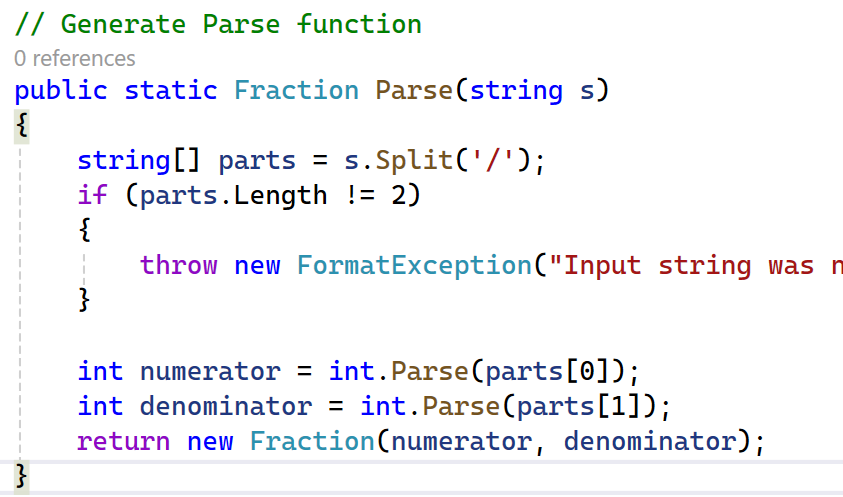 // Generate Parse function
0 references
public static Fraction Parse(string s)
{
string[] parts = s.Split('/');
if (parts.Length != 2)
{
throw new FormatException("Input string was
}
int numerator = int.Parse(parts[0]);
int denominator = int.Parse(parts[1]);
return new Fraction(numerator, denominator);
}